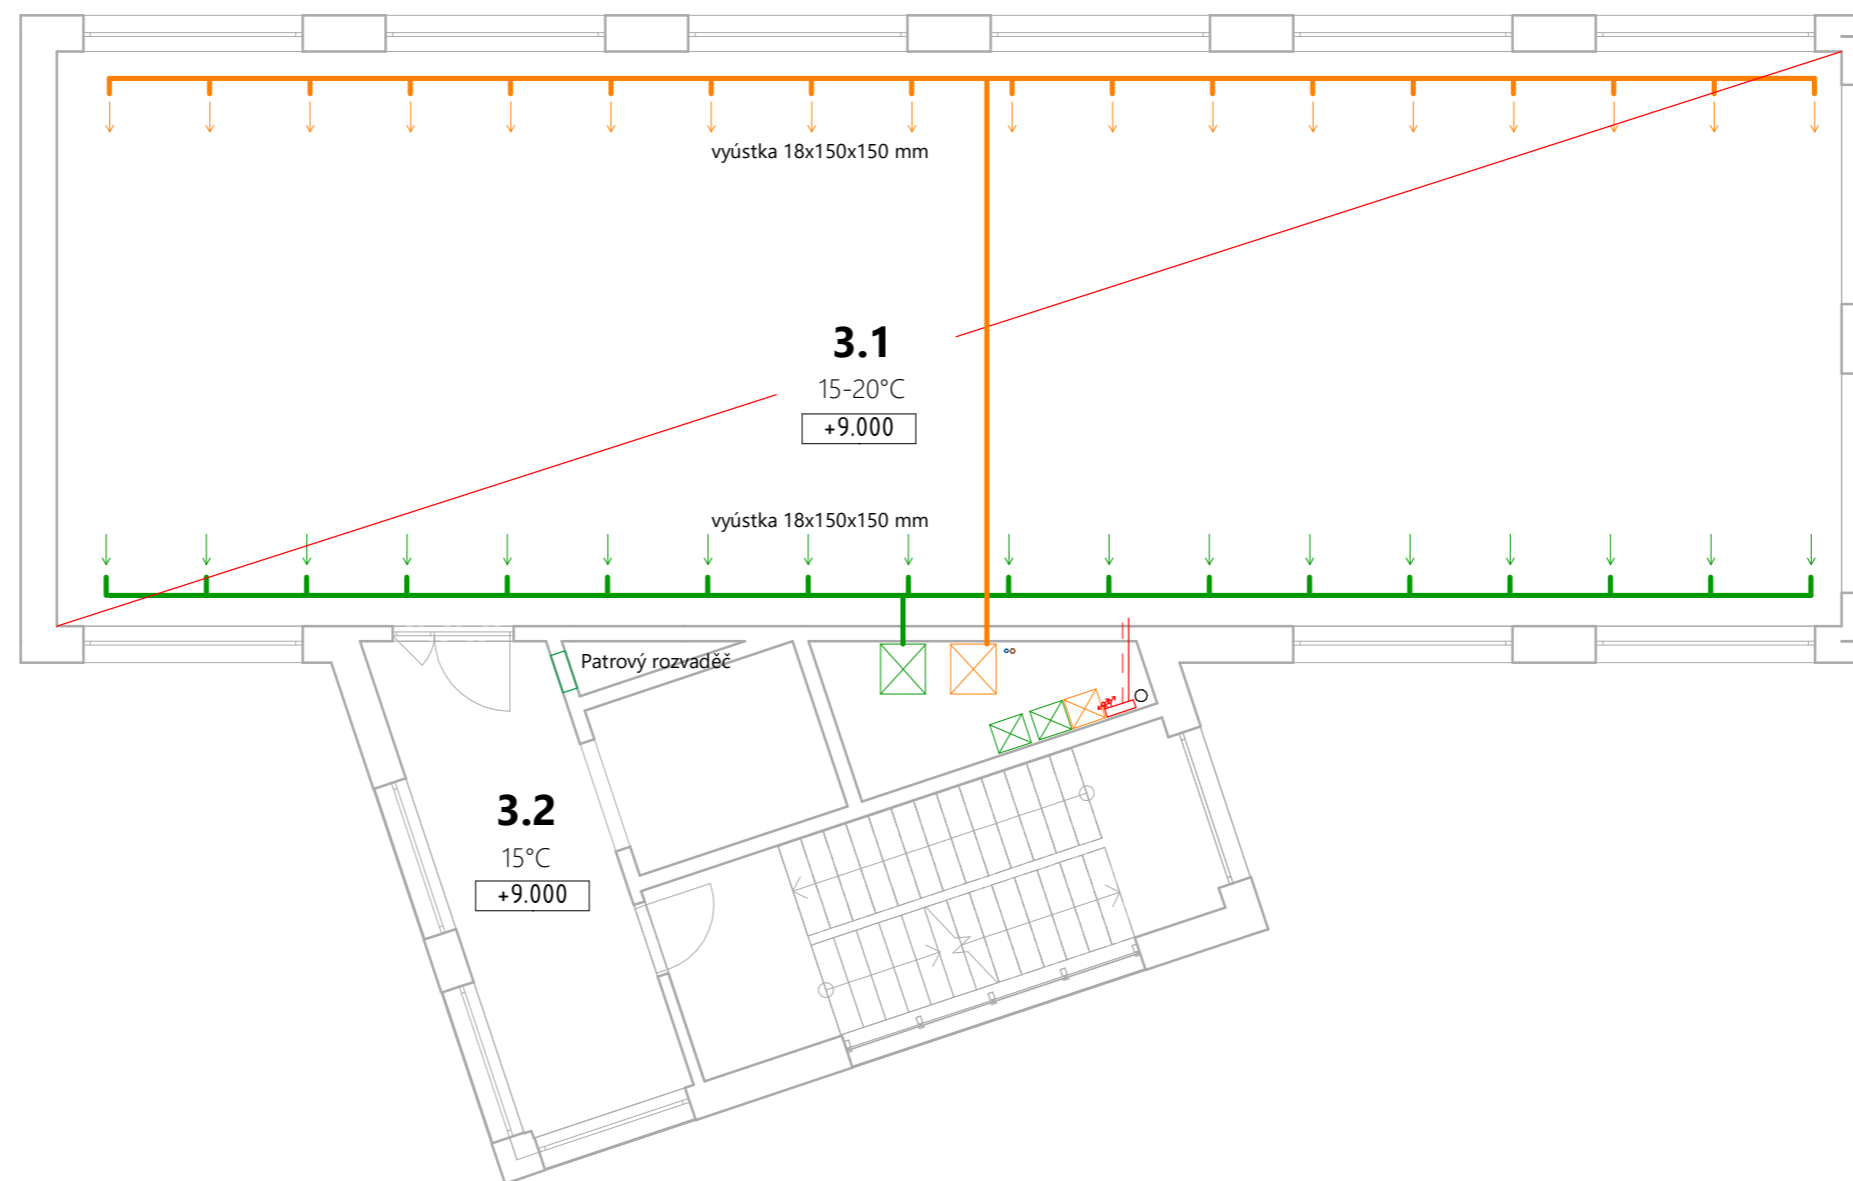 vyústka 18x150x150 mm
3.1
15-20°C
+9.000
vyústka 18x150x150 mm
Patrový rozvaděč
3.2
15°C
+9.000